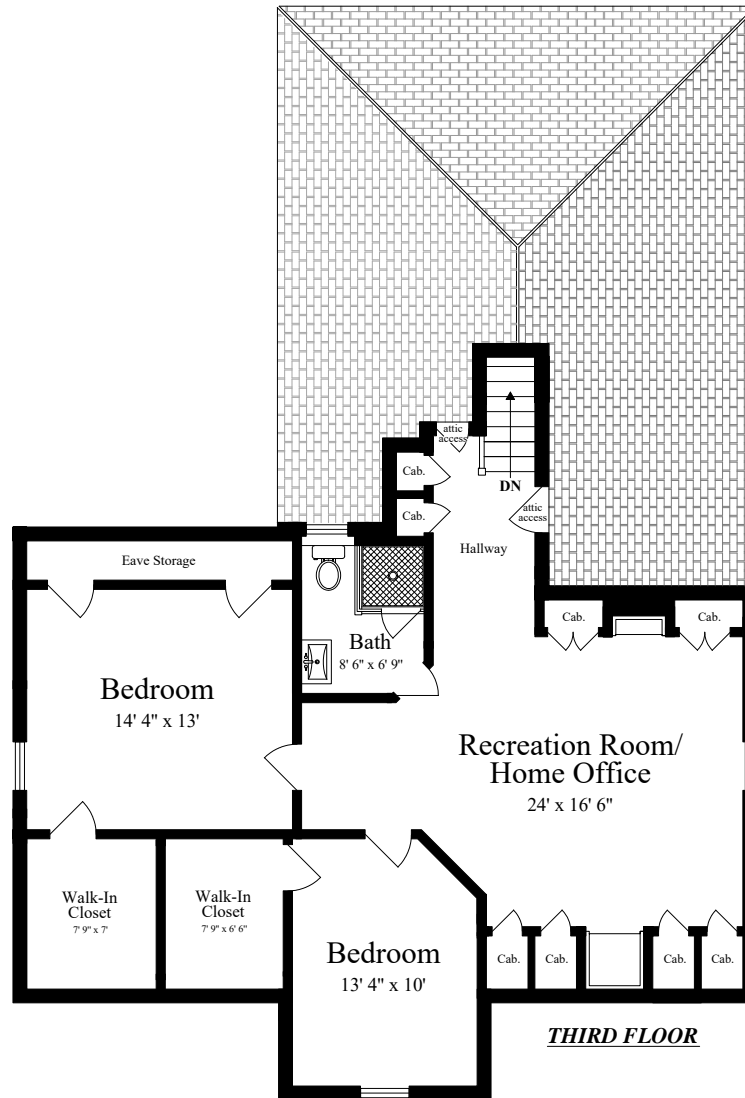 attic
access
Cab.
DN
attic
access
Cab.
Hallway
Eave Storage
Cab.
Cab.
Bath
8' 6" x 6' 9"
Bedroom
14' 4" x 13'
Recreation Room/
Home Office
24' x 16' 6"
Walk-In
Closet
7' 9" x 7'
Walk-In
Closet
7' 9" x 6' 6"
Bedroom
13' 4" x 10'
Cab.
Cab.
Cab.
Cab.
THIRD FLOOR